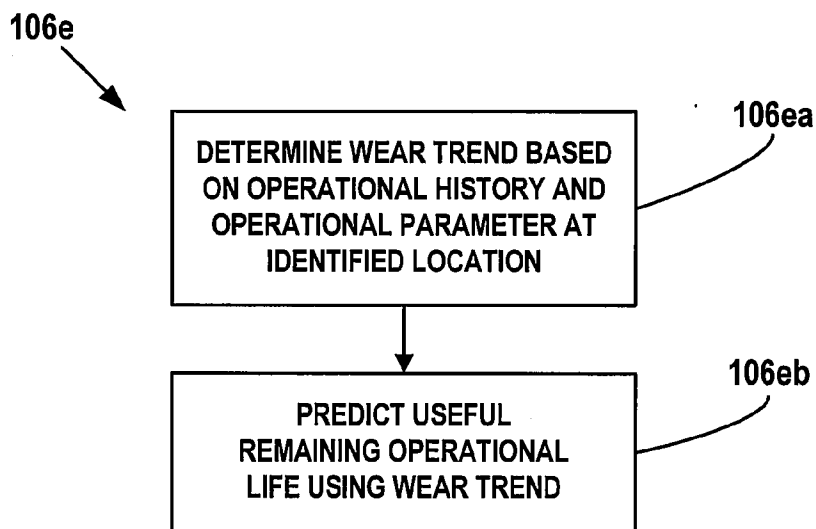 106e
106ea
DETERMINE WEAR TREND BASED
ON OPERATIONAL HISTORY AND
OPERATIONAL PARAMETER AT
IDENTIFIED LOCATION
106eb
PREDICT USEFUL
REMAINING OPERATIONAL
LIFE USING WEAR TREND